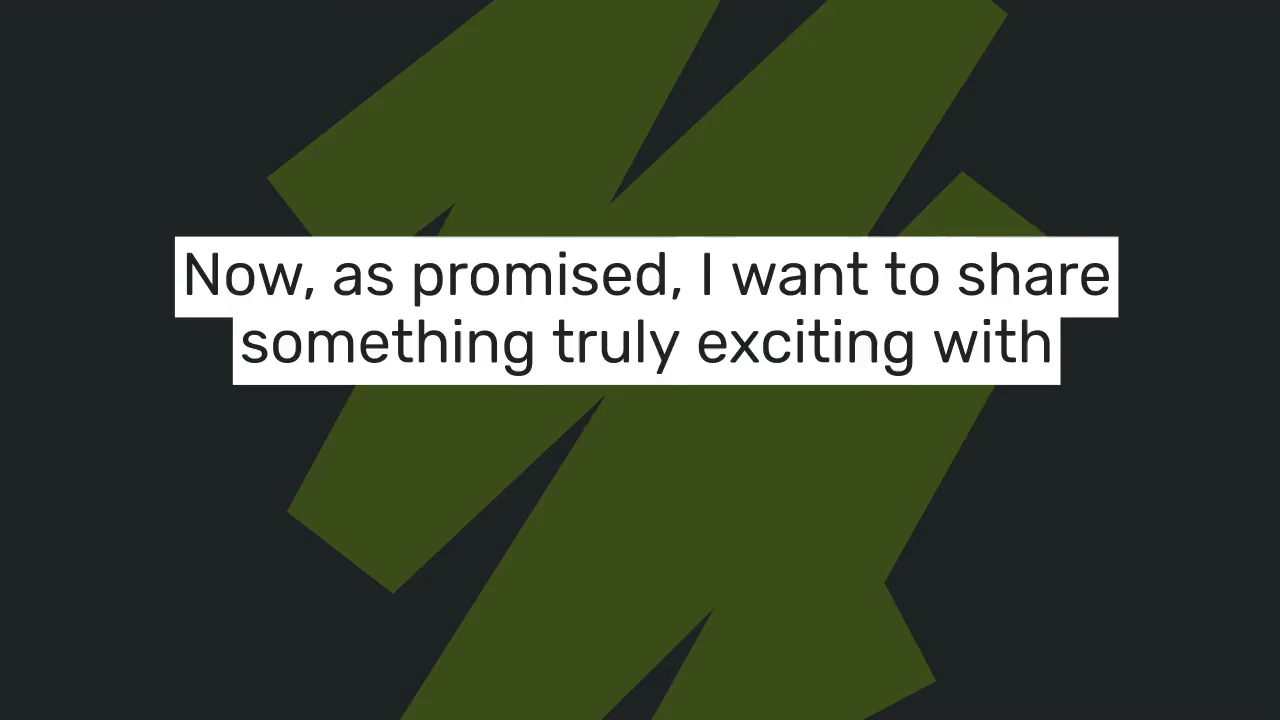 Now, as promised, I want to share
something truly exciting with